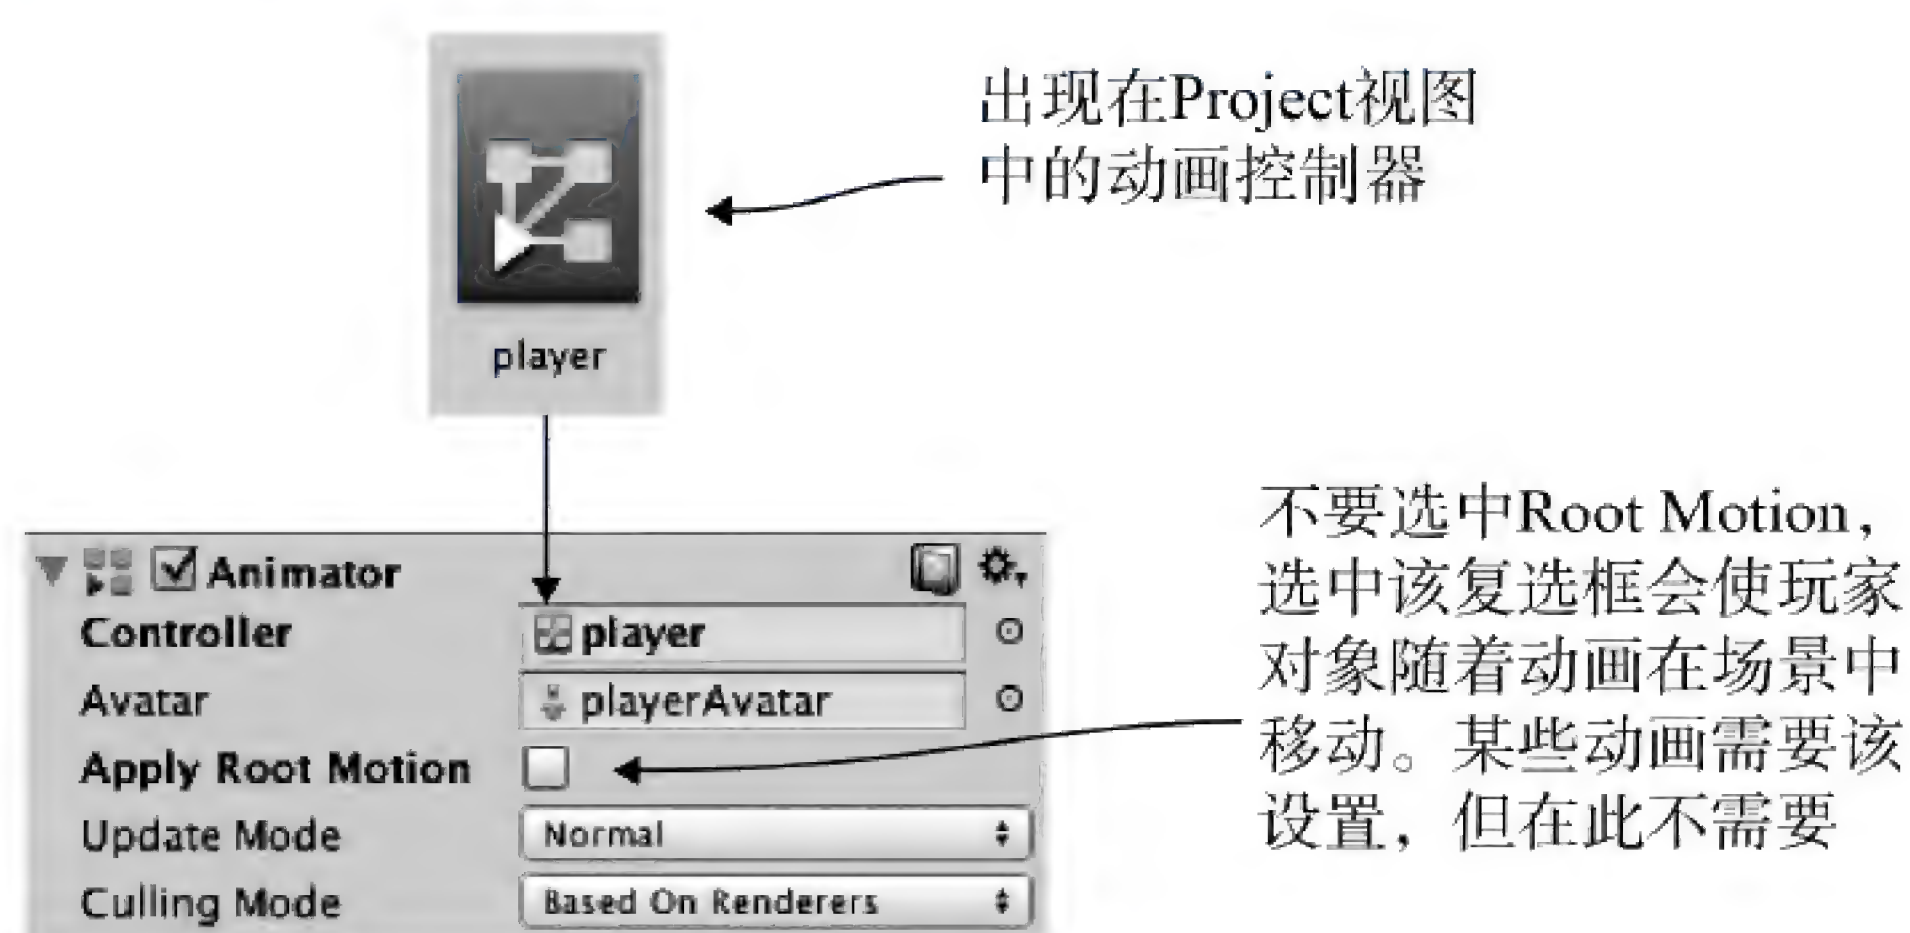 出现在Project视图
中的动画控制器
player
Animator
Controller
player
Avatar
playerAvatar
Apply Root Motion
Update Mode
Normal
Culling Mode
Based On Renderers
不要选中Root Motion，
选中该复选框会使玩家
对象随着动画在场景中
移动。某些动画需要该
设置，但在此不需要